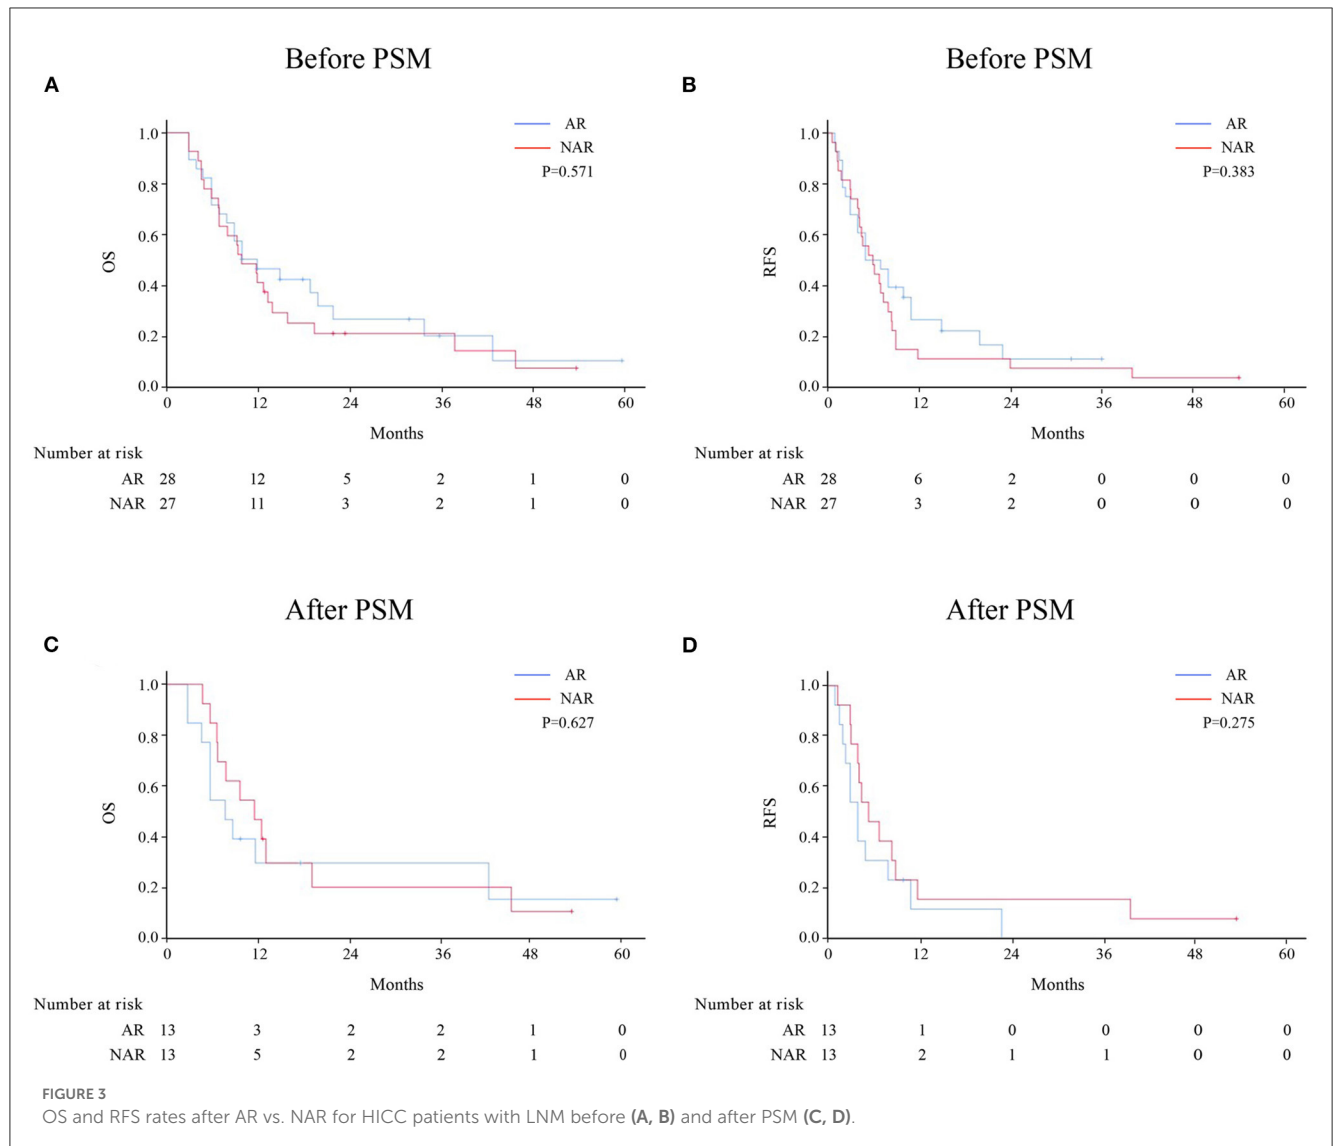 Before PSM
A
AR
NAR
P=0.571
1.0
0.8
0.6
0.4
0.2
0.0
OS
0 12 24 36 48 60
Months
Number at risk
AR 28 12 5 2 1 0
NAR 27 11 3 2 1 0
Before PSM
B
AR
NAR
P=0.383
1.0
0.8
0.6
0.4
0.2
0.0
RFS
0 12 24 36 48 60
Months
Number at risk
AR 28 6 2 0 0 0
NAR 27 3 2 0 0 0
After PSM
C
AR
NAR
P=0.627
1.0
0.8
0.6
0.4
0.2
0.0
OS
0 12 24 36 48 60
Months
Number at risk
AR 13 3 2 2 1 0
NAR 13 5 2 2 1 0
After PSM
D
AR
NAR
P=0.275
1.0
0.8
0.6
0.4
0.2
0.0
RFS
0 12 24 36 48 60
Months
Number at risk
AR 13 1 0 0 0 0
NAR 13 2 1 1 0 0
FIGURE 3
OS and RFS rates after AR vs. NAR for HICC patients with LNM before (A, B) and after PSM (C, D).